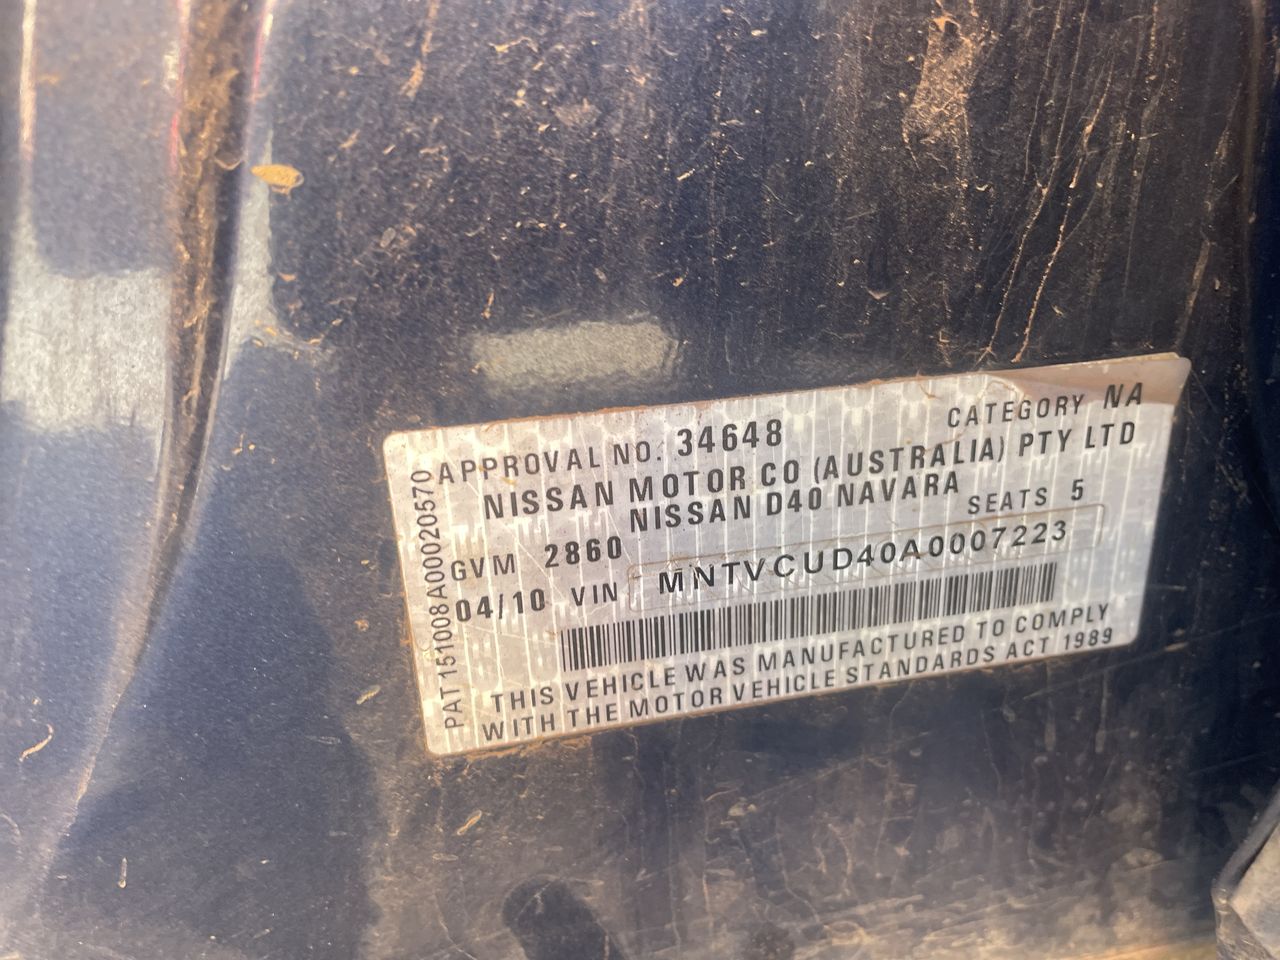 APPROVAL NO. 34648 CATEGORY NA
NISSAN MOTOR CO (AUSTRALIA) PTY LTD
NISSAN D40 NAVARA
GVM 2860 SEATS 5
04/10 VIN MNTVCUD40A0007223
THIS VEHICLE WAS MANUFACTURED TO COMPLY
WITH THE MOTOR VEHICLE STANDARDS ACT 1989
PAT 151008A00020570